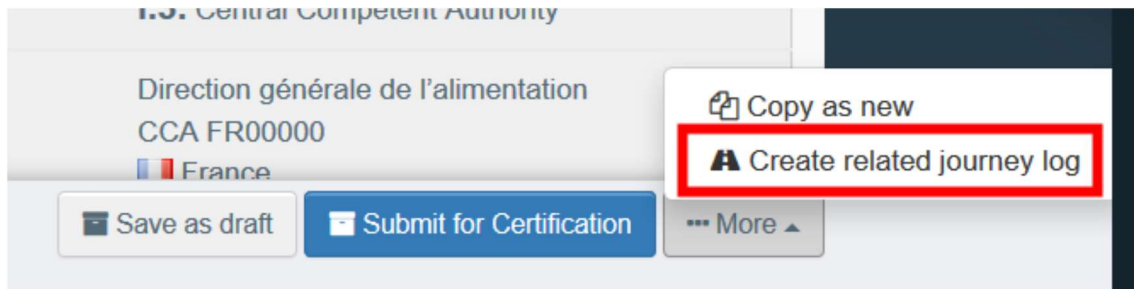 I.3. Central Competent Authority
Direction générale de l’alimentation
CCA FR00000
France
Copy as new
Create related journey log
Save as draft
Submit for Certification
More